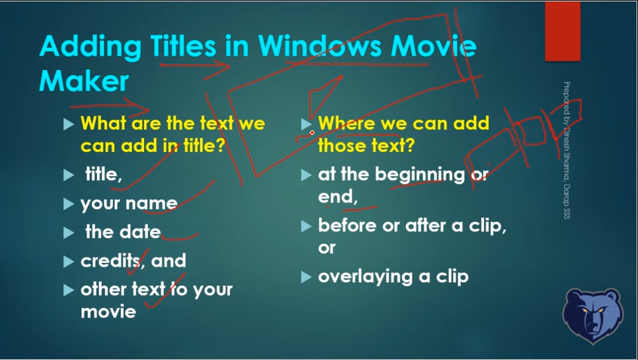 Adding Titles in Windows Movie
Maker
What are the text we
can add in title?
title,
your name
the date
credits, and
other text to your
movie
Where we can add
those text?
at the beginning or
end,
before or after a clip,
or
overlaying a clip
Prepared by Dinesh Sharma, Darap SSS